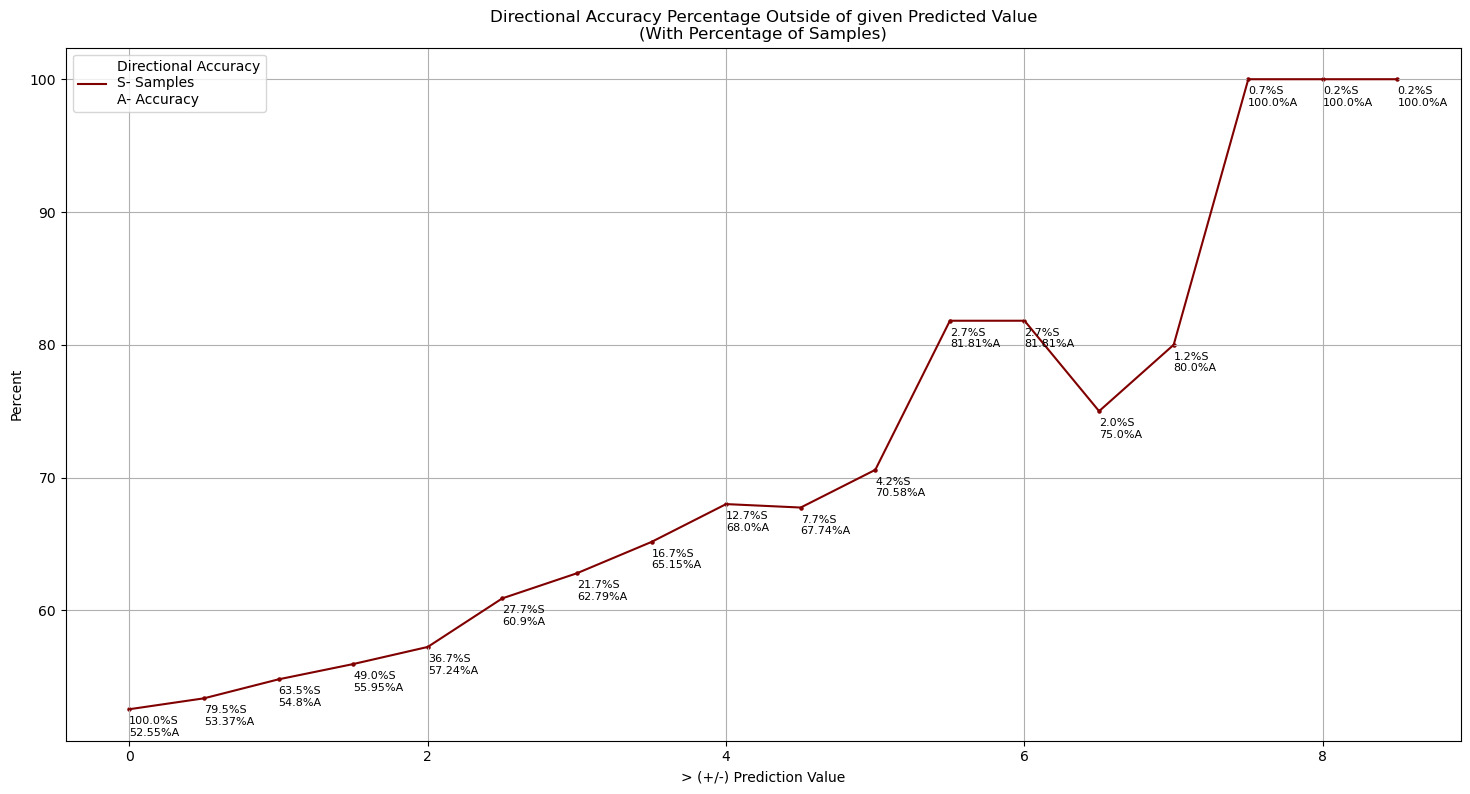 Directional Accuracy Percentage Outside of given Predicted Value
(With Percentage of Samples)
Directional Accuracy
S- Samples
A- Accuracy
Percent
100
90
80
70
60
100.0%S
52.55%A
79.5%S
53.37%A
63.5%S
54.8%A
49.0%S
55.95%A
36.7%S
57.24%A
27.7%S
60.9%A
21.7%S
62.79%A
16.7%S
65.15%A
12.7%S
68.0%A
7.7%S
67.74%A
4.2%S
70.58%A
2.7%S
81.81%A
2.7%S
81.81%A
2.0%S
75.0%A
1.2%S
80.0%A
0.7%S
100.0%A
0.2%S
100.0%A
0.2%S
100.0%A
0
2
4
6
8
> (+/-) Prediction Value